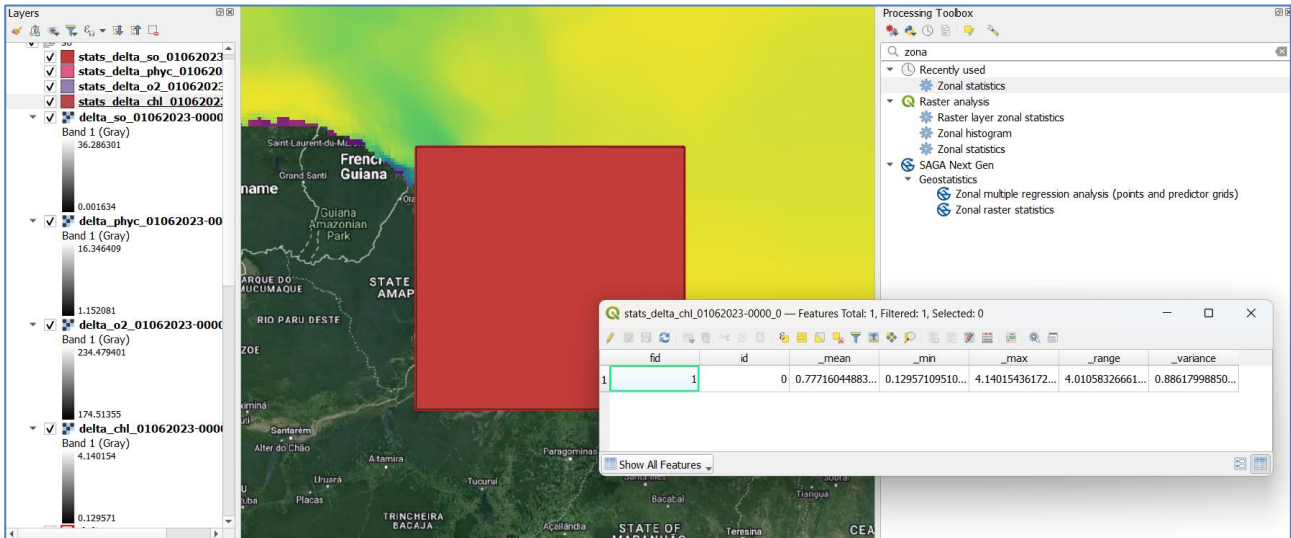 Layers
so
stats_delta_so_01062023
stats_delta_phyc_010620
stats_delta_o2_01062023
stats_delta_chl_0106202
delta_so_01062023-0000
Band 1 (Gray)
36.286301
0.001634
delta_phyc_01062023-00
Band 1 (Gray)
16.346409
1.152081
delta_o2_01062023-0000
Band 1 (Gray)
234.479401
174.51355
delta_chl_01062023-000
Band 1 (Gray)
4.140154
0.129571
Saint-Laurent-du-M
French
Guiana
Grand Santi
name
Guiana
Amazonian
Park
STATE
AMAP
RIO PARU DESTE
ZOE
Santarém
Alter do Chão
Altamira
Uruará
Placas
Tucuruí
Paragominas
Bacabal
Tianguá
TRINCHEIRA
BACAJA
Açailândia
STATE OF
MARANHÃO
Teresina
CEA
Processing Toolbox
zona
Recently used
Zonal statistics
Raster analysis
Raster layer zonal statistics
Zonal histogram
Zonal statistics
SAGA Next Gen
Geostatistics
Zonal multiple regression analysis (points and predictor grids)
Zonal raster statistics
stats_delta_chl_01062023-0000_0 — Features Total: 1, Filtered: 1, Selected: 0
fid id _mean _min _max _range _variance
1 1 0 0.77716044883... 0.12957109510... 4.14015436172... 4.01058326661... 0.88617998850...
Show All Features